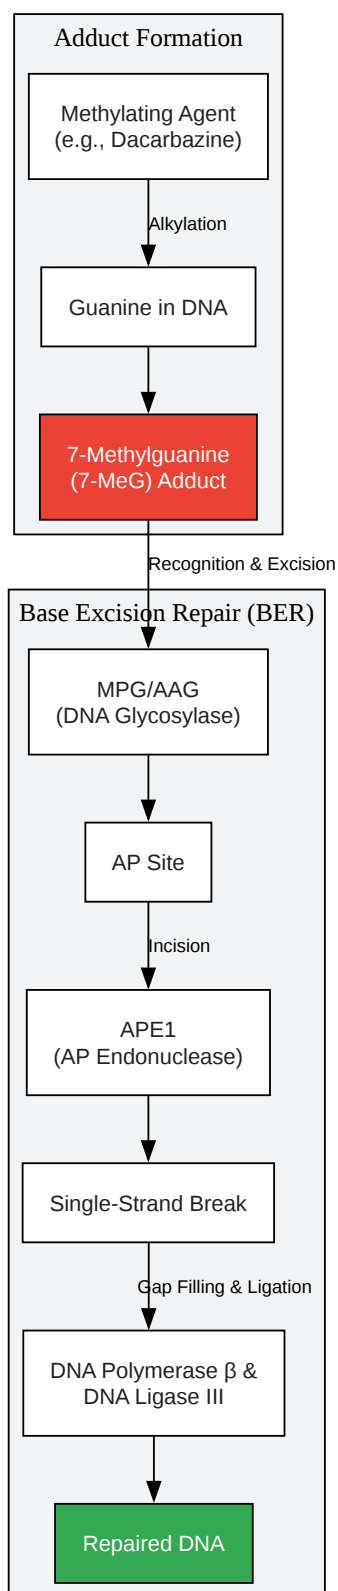 Adduct Formation
Methylating Agent
(e.g., Dacarbazine)
Alkylation
Guanine in DNA
7-Methylguanine
(7-MeG) Adduct
Recognition & Excision
Base Excision Repair (BER)
MPG/AAG
(DNA Glycosylase)
AP Site
Incision
APE1
(AP Endonuclease)
Single-Strand Break
Gap Filling & Ligation
DNA Polymerase β &
DNA Ligase III
Repaired DNA